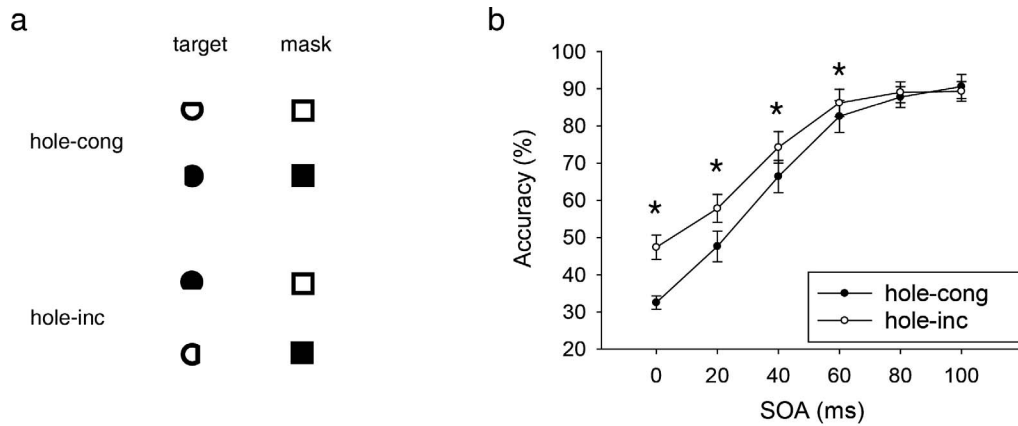 a
target mask
hole-cong
hole-inc
b
Accuracy (%)
100
90
80
70
60
50
40
30
20
*
*
*
*
hole-cong
hole-inc
0 20 40 60 80 100
SOA (ms)